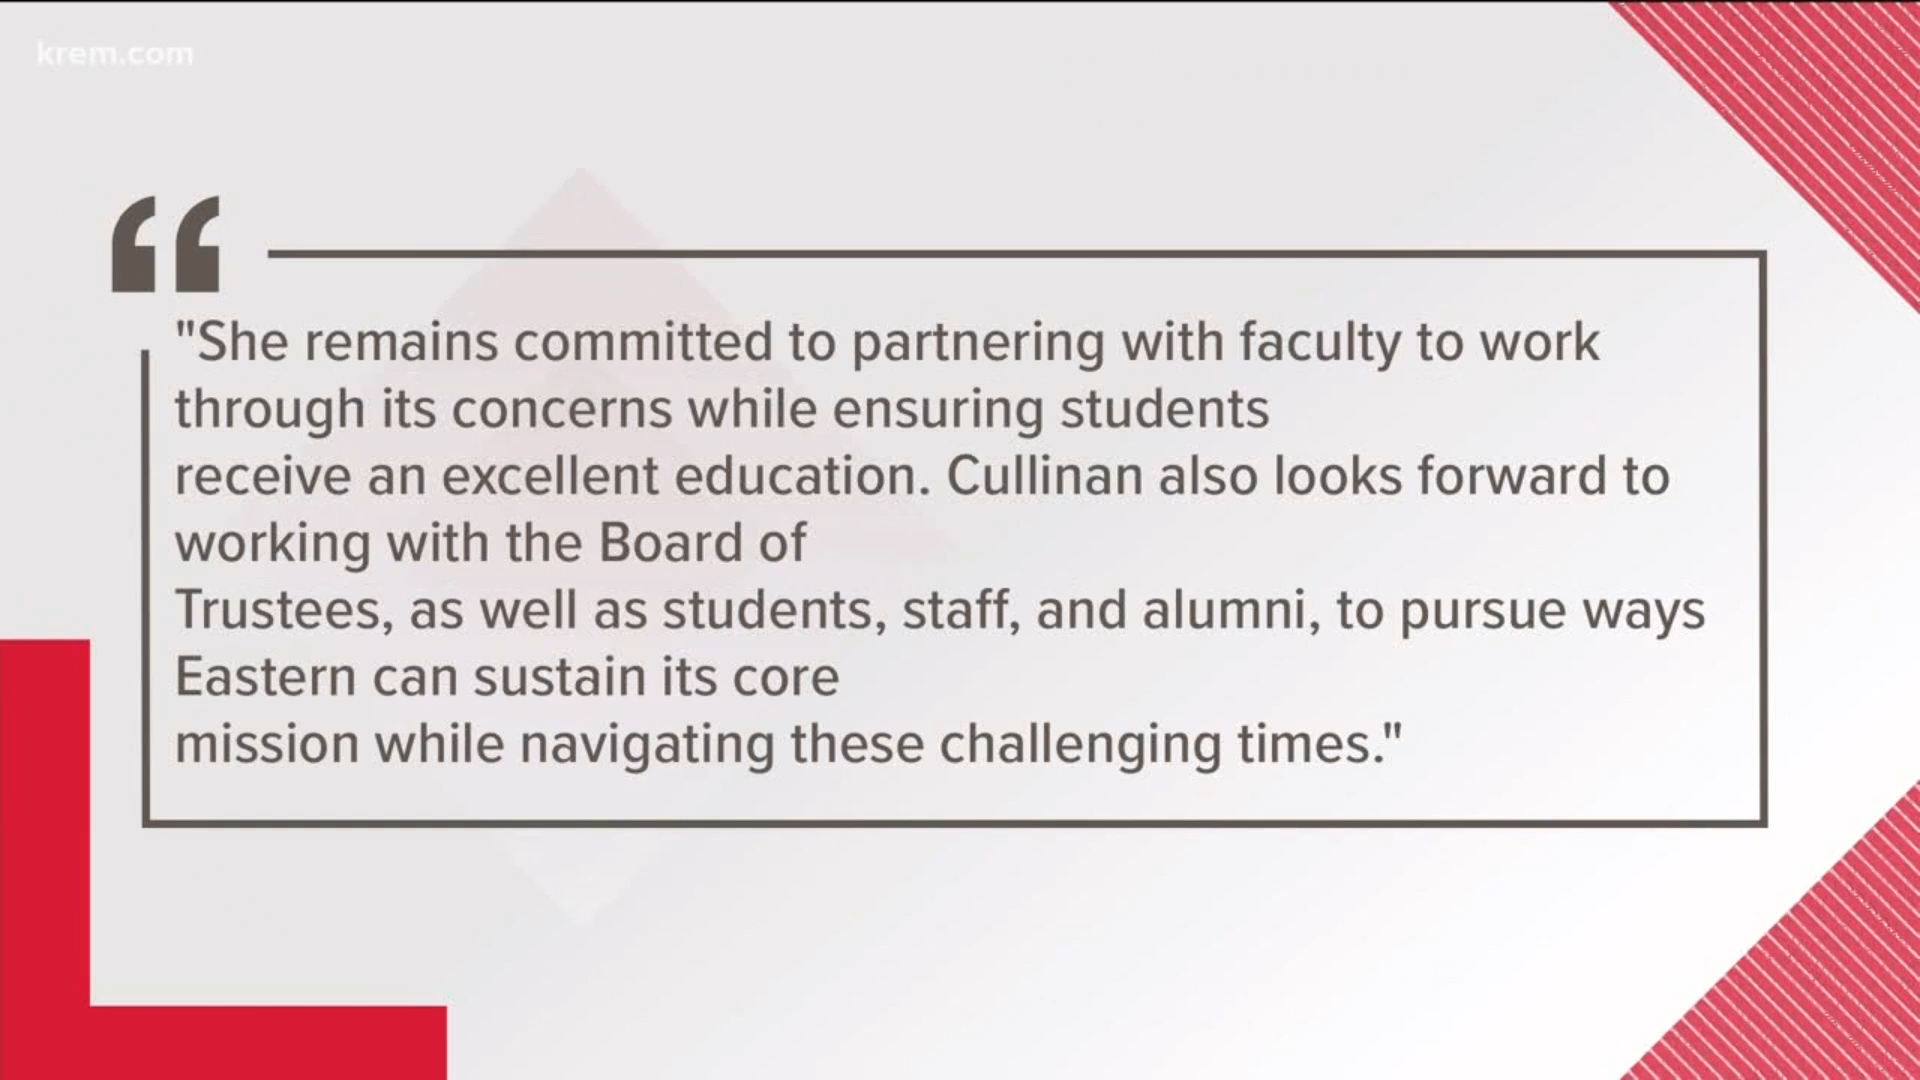 krem.com
"She remains committed to partnering with faculty to work
through its concerns while ensuring students
receive an excellent education. Cullinan also looks forward to
working with the Board of
Trustees, as well as students, staff, and alumni, to pursue ways
Eastern can sustain its core
mission while navigating these challenging times."